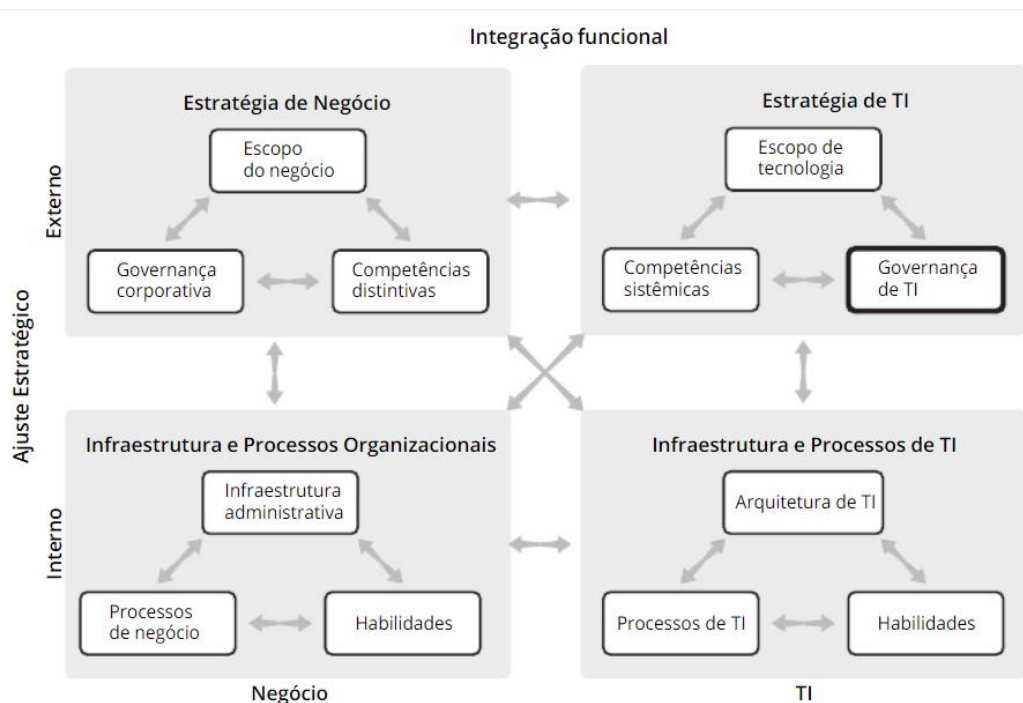 Integração funcional
Estratégia de Negócio
Escopo
do negócio
Governança
corporativa
Competências
distintivas
Estratégia de TI
Escopo de
tecnologia
Competências
sistêmicas
Governança
de TI
Externo
Ajuste Estratégico
Infraestrutura e Processos Organizacionais
Infraestrutura
administrativa
Processos
de negócio
Habilidades
Infraestrutura e Processos de TI
Arquitetura de TI
Processos de TI
Habilidades
Interno
Negócio
TI